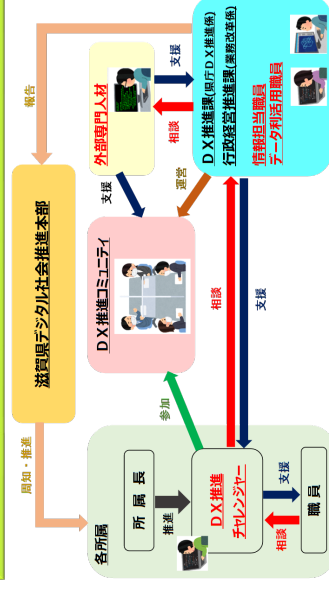 滋賀県デジタル社会推進本部
周知・推進
報告
各所属
所 属 長
推進
DX推進
チャレンジャー
相談
支援
職員
参加
DX推進コミュニティ
支援
運営
外部専門人材
相談
支援
DX推進課(県庁DX推進係)
行政経営推進課(業務改革係)
情報担当職員
データ利活用職員
相談
支援